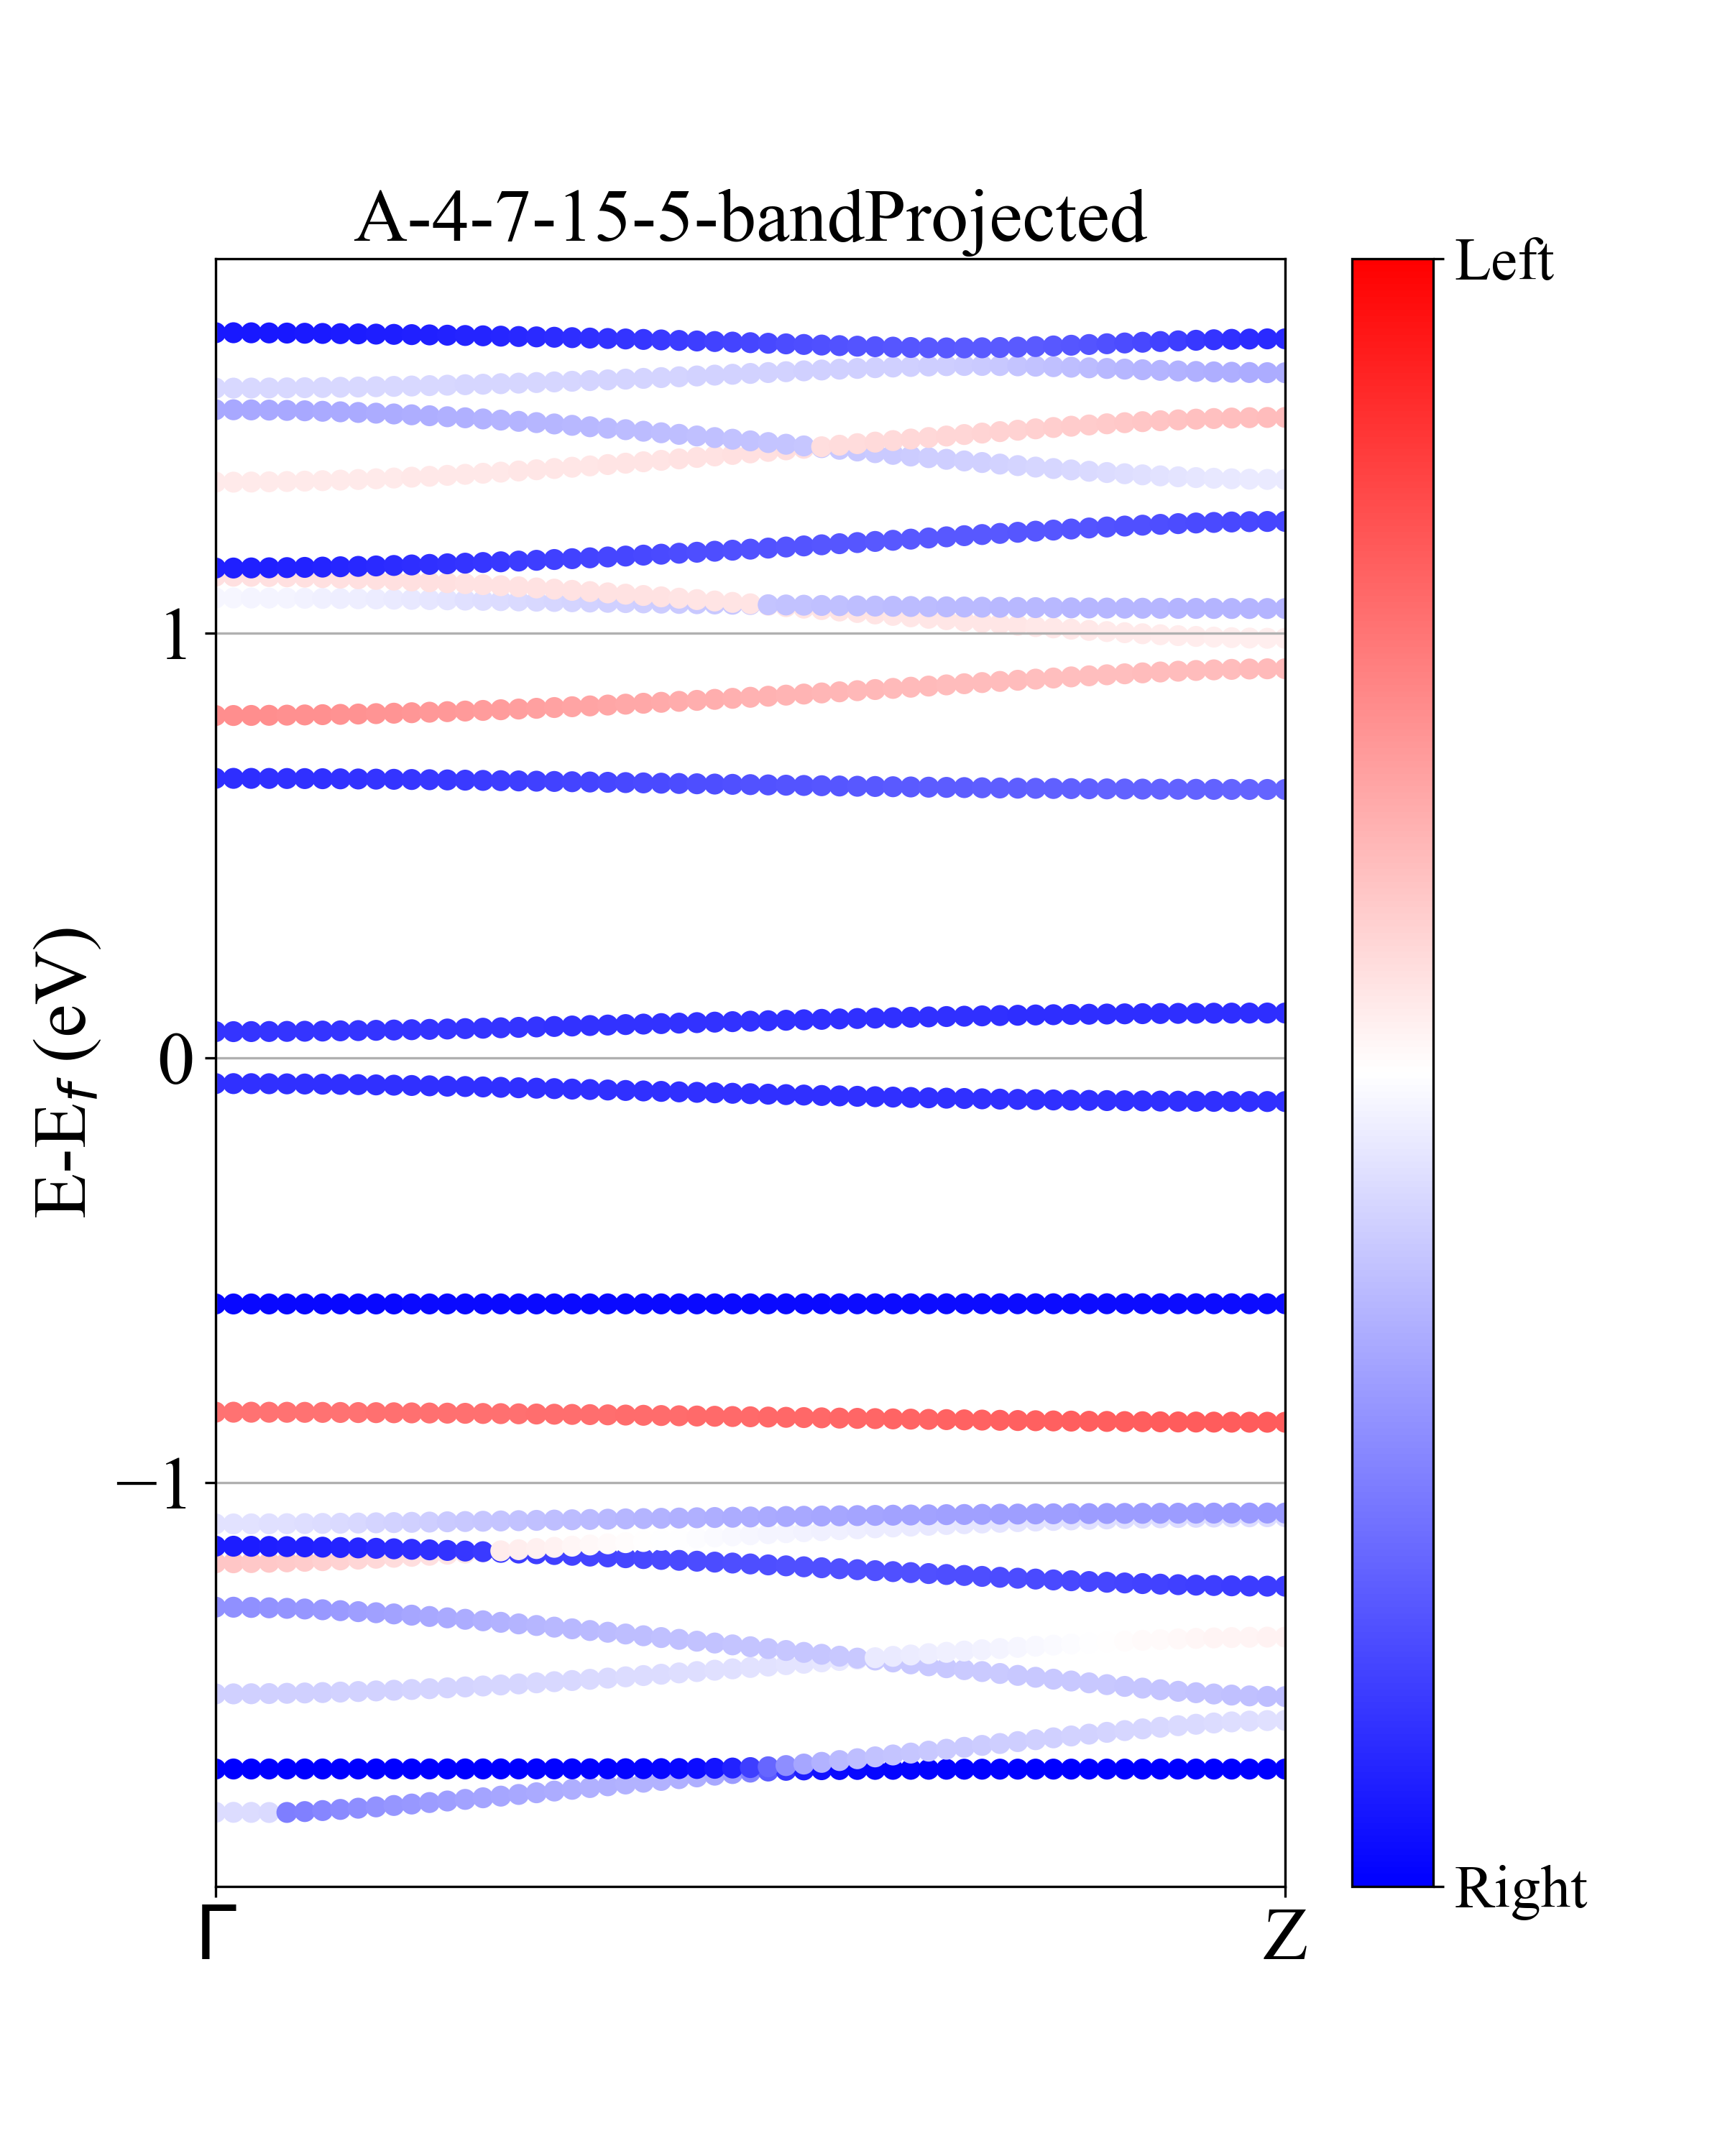 A-4-7-15-5-bandProjected
Left
1
0
−1
E-E_f (eV)
Right
Γ
Z